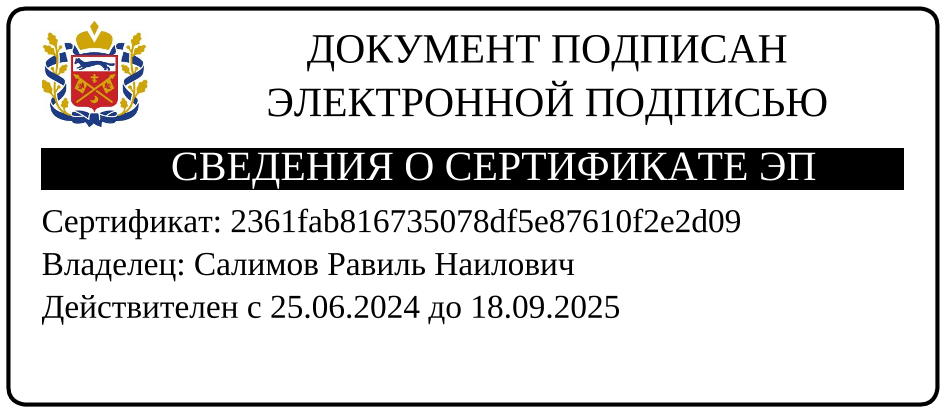 ДОКУМЕНТ ПОДПИСАН
ЭЛЕКТРОННОЙ ПОДПИСЬЮ
СВЕДЕНИЯ О СЕРТИФИКАТЕ ЭП
Сертификат: 2361fab816735078df5e87610f2e2d09
Владелец: Салимов Равиль Наилович
Действителен с 25.06.2024 до 18.09.2025